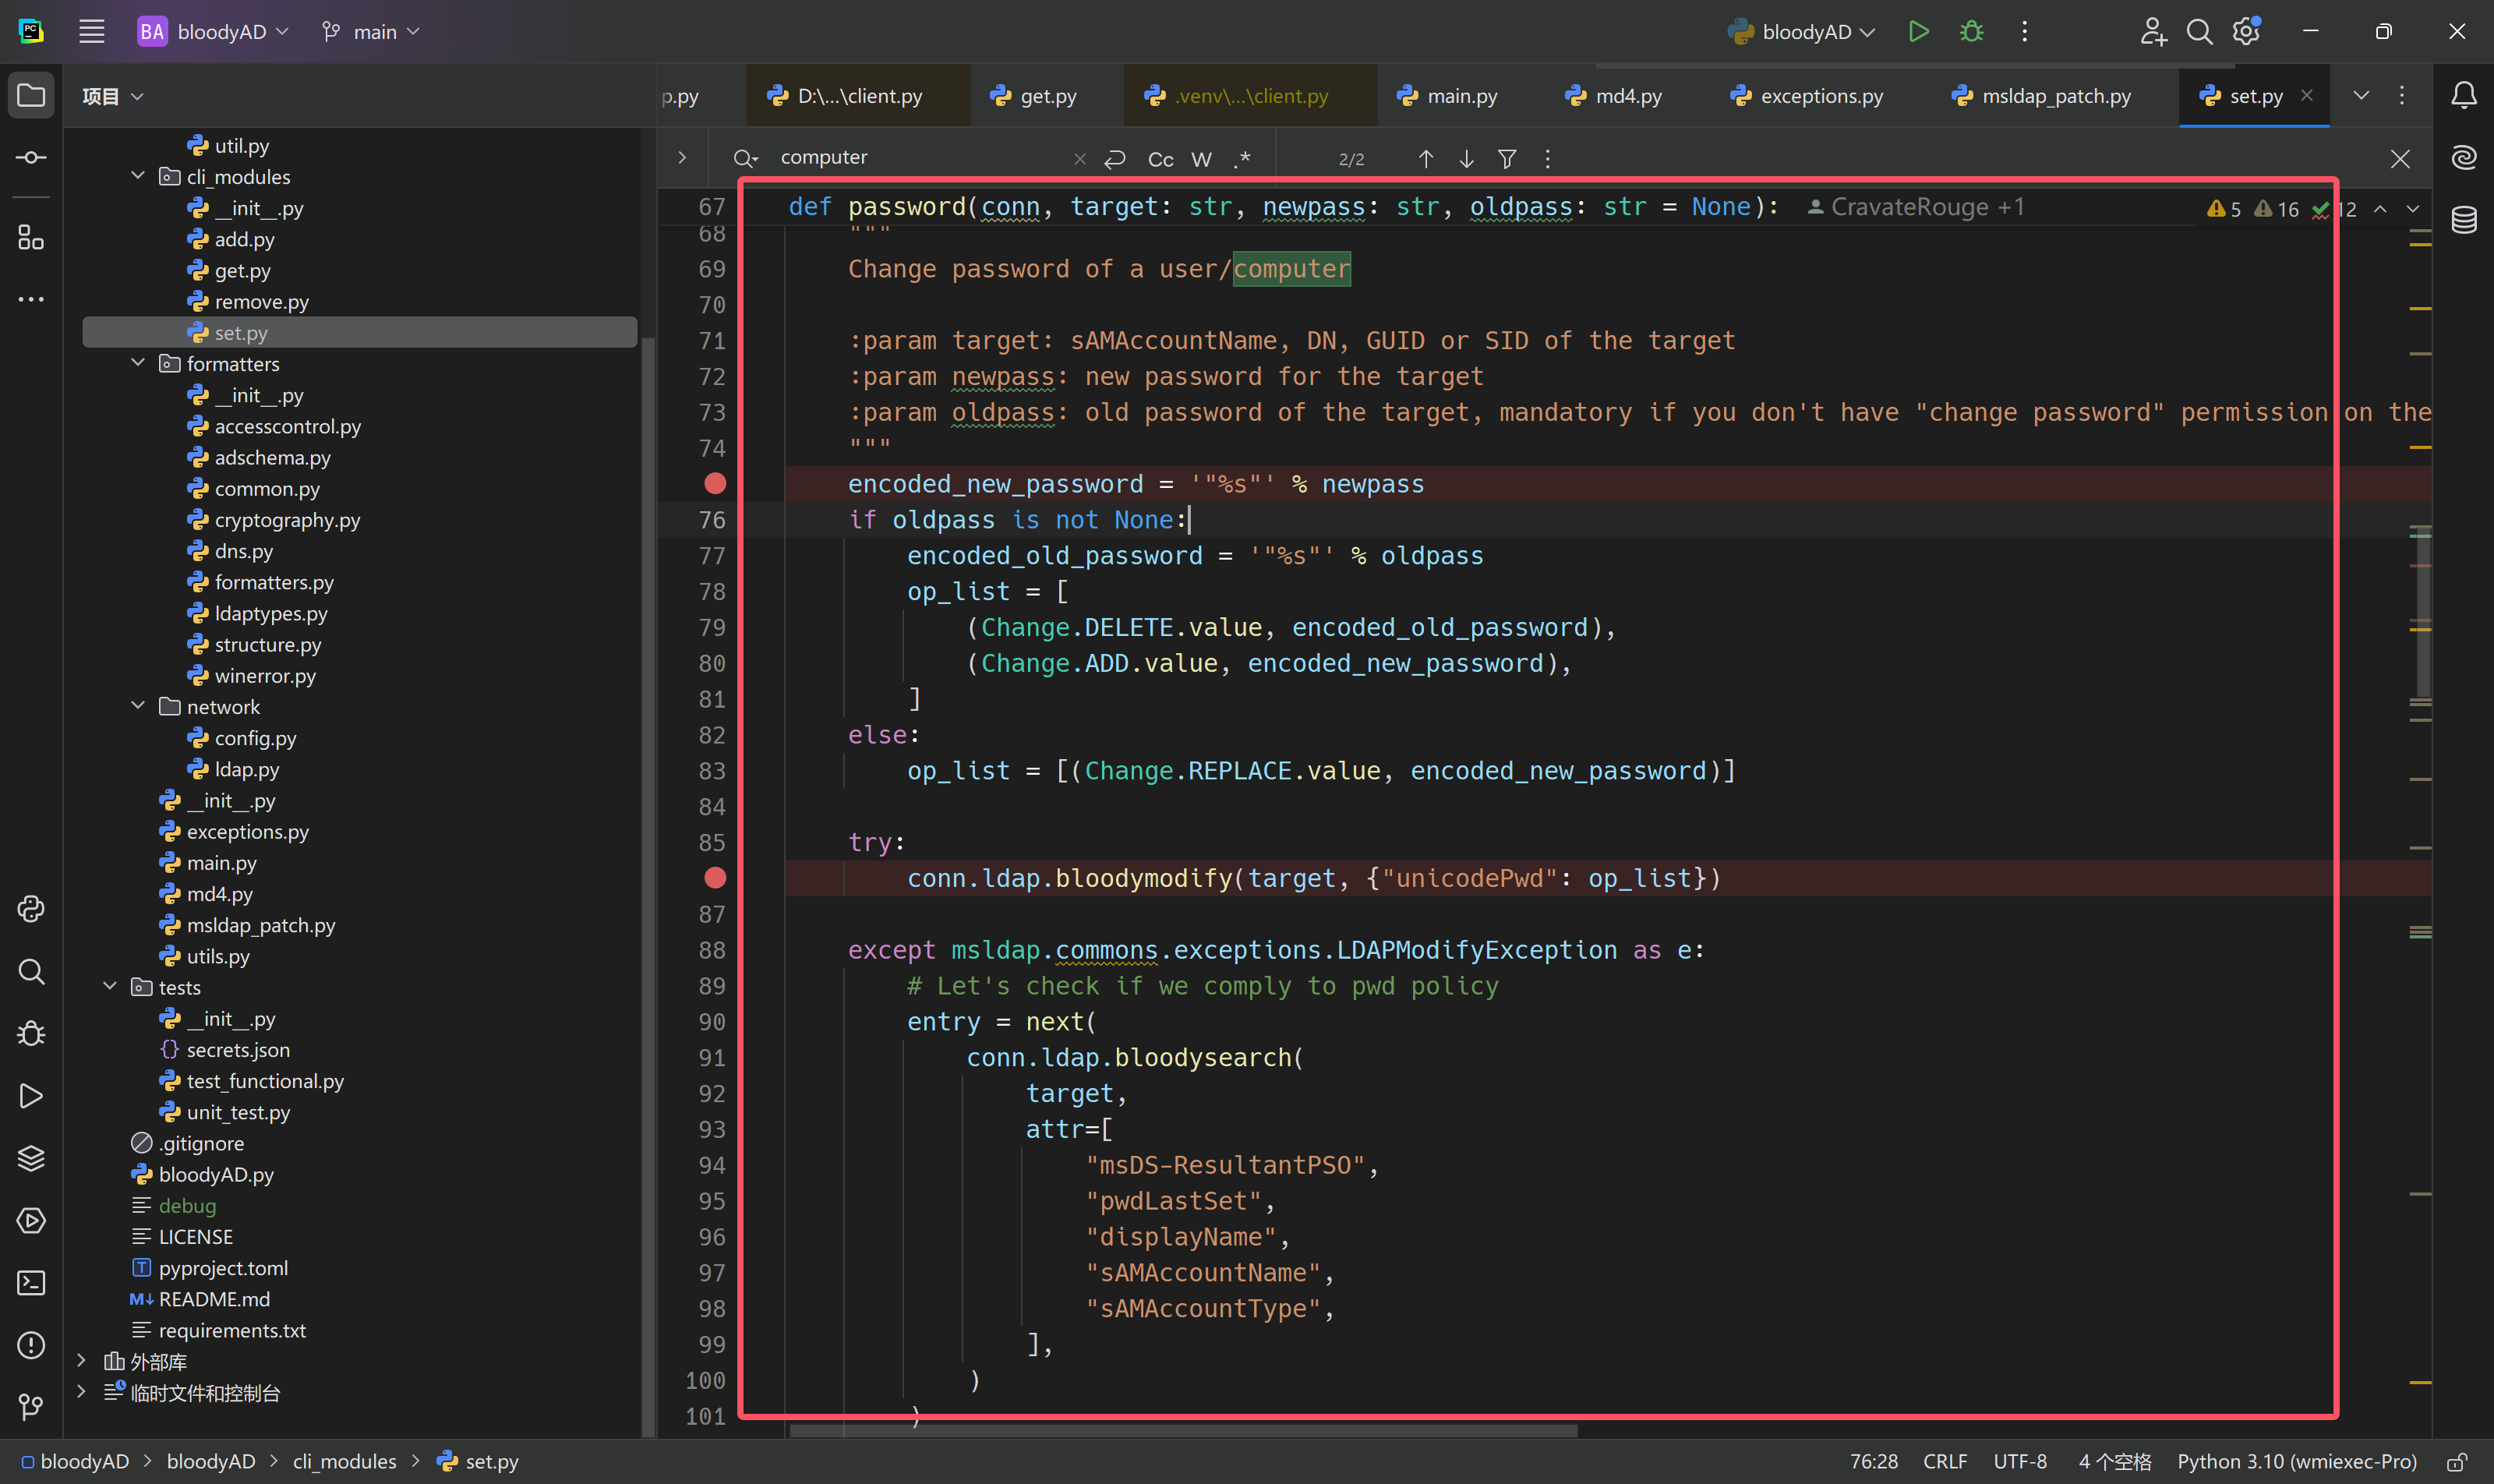 PC
BA bloodyAD
main
bloodyAD
项目
p.py
D:\...\client.py
get.py
.venv\...\client.py
main.py
md4.py
exceptions.py
msldap_patch.py
set.py
computer
Cc W .*
2/2
util.py
cli_modules
__init__.py
add.py
get.py
remove.py
set.py
formatters
__init__.py
accesscontrol.py
adschema.py
common.py
cryptography.py
dns.py
formatters.py
ldaptypes.py
structure.py
winerror.py
network
config.py
ldap.py
__init__.py
exceptions.py
main.py
md4.py
msldap_patch.py
utils.py
tests
__init__.py
secrets.json
test_functional.py
unit_test.py
.gitignore
bloodyAD.py
debug
LICENSE
pyproject.toml
README.md
requirements.txt
外部库
临时文件和控制台
67 def password(conn, target: str, newpass: str, oldpass: str = None): CravateRouge +1
5 16 12
68 """
69 Change password of a user/computer
70
71 :param target: sAMAccountName, DN, GUID or SID of the target
72 :param newpass: new password for the target
73 :param oldpass: old password of the target, mandatory if you don't have "change password" permission on the
74 """
encoded_new_password = '"%s"' % newpass
76 if oldpass is not None:
77 encoded_old_password = '"%s"' % oldpass
78 op_list = [
79 (Change.DELETE.value, encoded_old_password),
80 (Change.ADD.value, encoded_new_password),
81 ]
82 else:
83 op_list = [(Change.REPLACE.value, encoded_new_password)]
84
85 try:
conn.ldap.bloodymodify(target, {"unicodePwd": op_list})
87
88 except msldap.commons.exceptions.LDAPModifyException as e:
89 # Let's check if we comply to pwd policy
90 entry = next(
91 conn.ldap.bloodysearch(
92 target,
93 attr=[
94 "msDS-ResultantPSO",
95 "pwdLastSet",
96 "displayName",
97 "sAMAccountName",
98 "sAMAccountType",
99 ],
100 )
101 )
bloodyAD > bloodyAD > cli_modules > set.py
76:28 CRLF UTF-8 4 个空格 Python 3.10 (wmiexec-Pro)